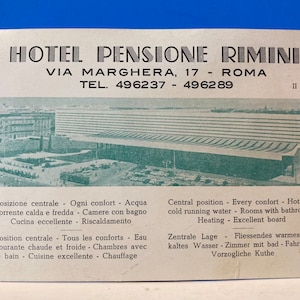 HOTEL PENSIONE RIMINI
VIA MARGHERA, 17 - ROMA
TEL. 496237 - 496289
osizione centrale - Ogni confort - Acqua
orrente calda e fredda - Camere con bagno
Cucina eccellente - Riscaldamento
osition centrale - Tous les conforts - Eau
ourante chaude et froide - Chambres avec
bain - Cuisine excellente - Chauffage
Central position - Every confort - Hot
cold running water - Rooms with bathro
Heating - Excellent board
Zentrale Lage - Fliessendes warmes
kaltes Wasser - Zimmer mit bad - Fahr
Vorzogliche Kuthe